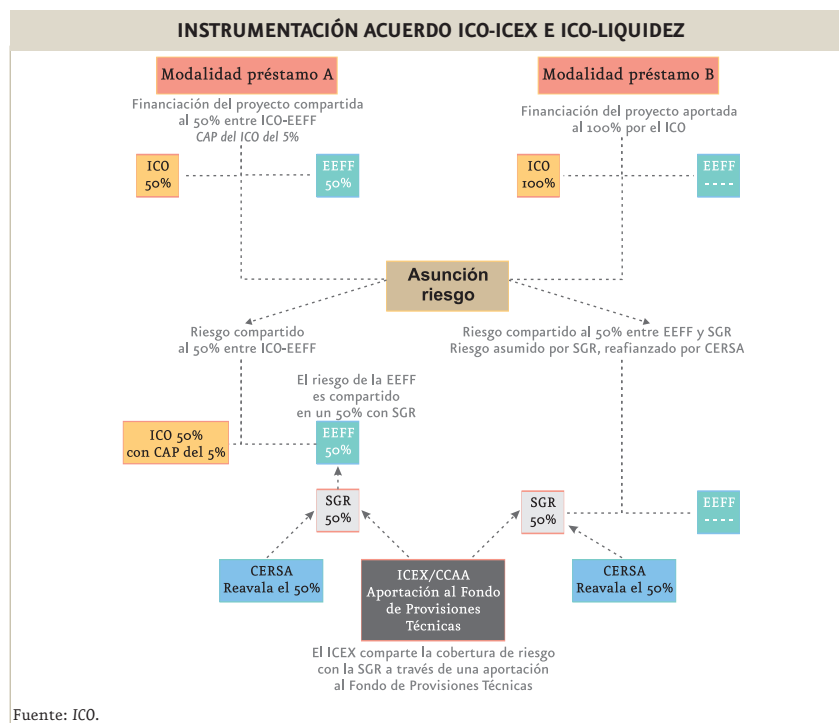 INSTRUMENTACIÓN ACUERDO ICO-ICEX E ICO-LIQUIDEZ
Modalidad préstamo A
Financiación del proyecto compartida
al 50% entre ICO-EEFF
CAP del ICO del 5%
ICO
50%
EEFF
50%
Modalidad préstamo B
Financiación del proyecto aportada
al 100% por el ICO
ICO
100%
EEFF
----
Asunción
riesgo
Riesgo compartido
al 50% entre ICO-EEFF
Riesgo compartido al 50% entre EEFF y SGR
Riesgo asumido por SGR, reafianzado por CERSA
El riesgo de la EEFF
es compartido
en un 50% con SGR
ICO 50%
con CAP del 5%
EEFF
50%
SGR
50%
SGR
50%
EEFF
----
CERSA
Reavala el 50%
ICEX/CCAA
Aportación al Fondo
de Provisiones
Técnicas
CERSA
Reavala el 50%
El ICEX comparte la cobertura de riesgo
con la SGR a través de una aportación
al Fondo de Provisiones Técnicas
Fuente: ICO.